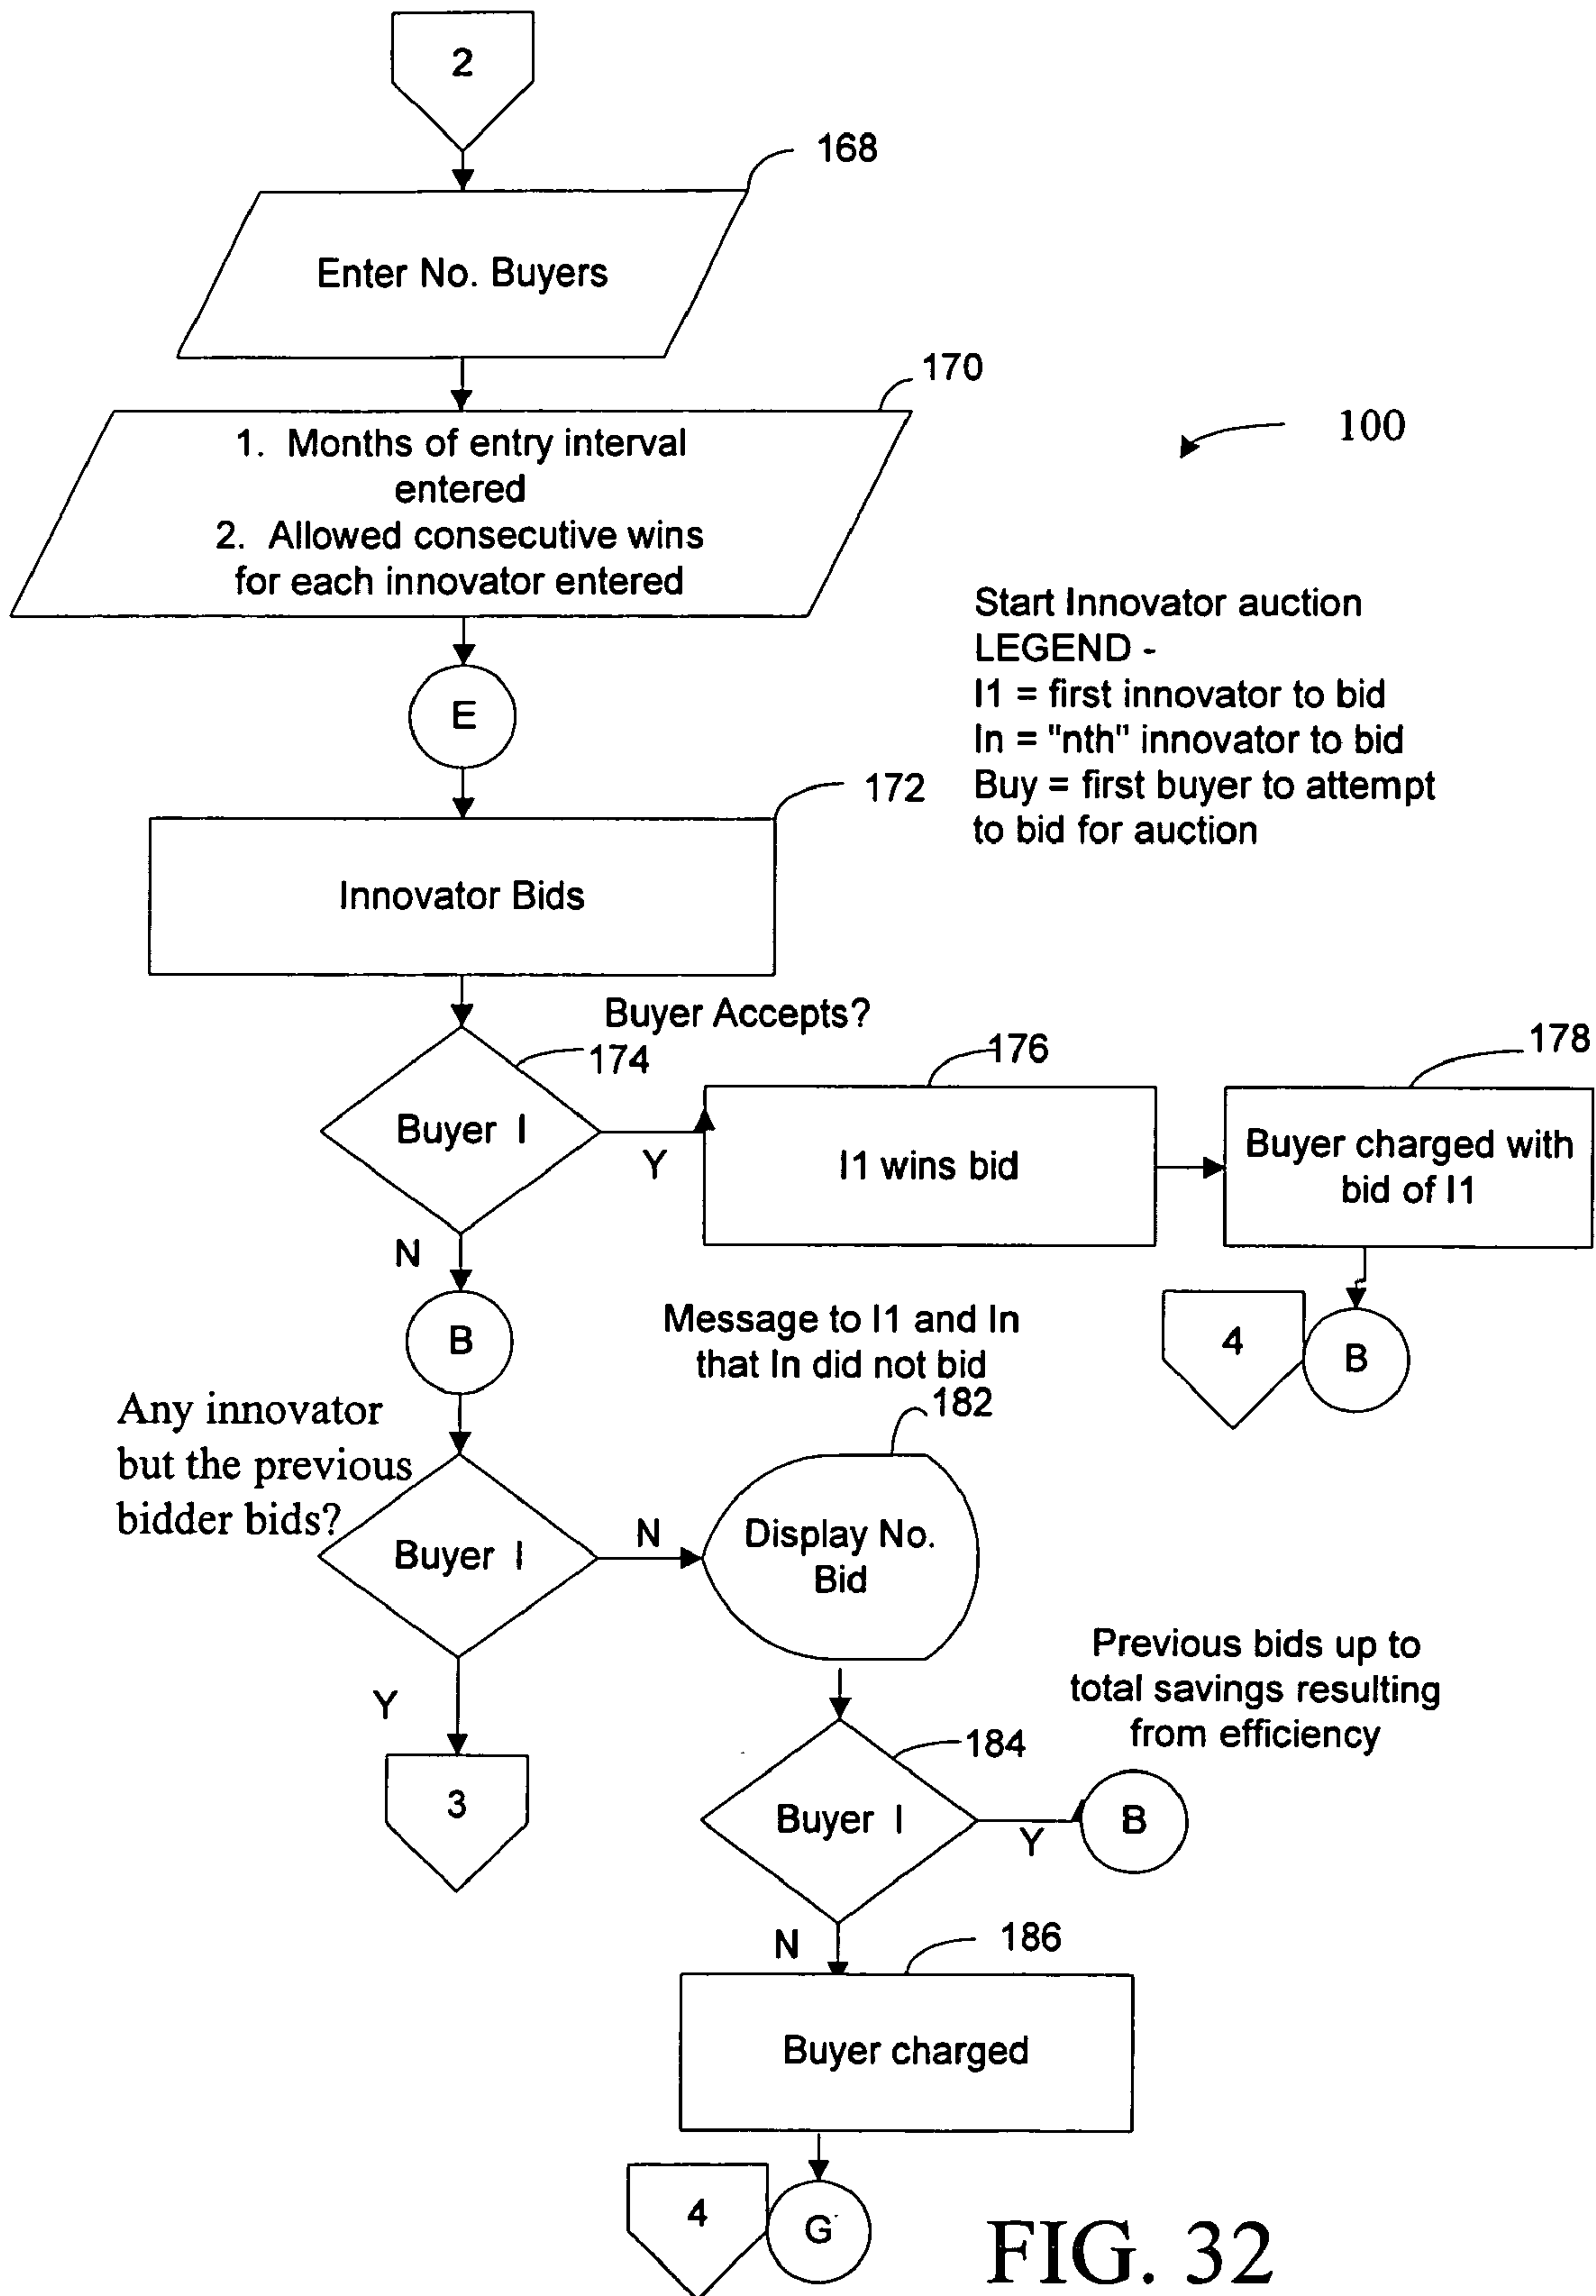 2
168
Enter No. Buyers
170
1. Months of entry interval
entered
2. Allowed consecutive wins
for each innovator entered
100
Start Innovator auction
LEGEND -
I1 = first innovator to bid
In = "nth" innovator to bid
Buy = first buyer to attempt
to bid for auction
E
172
Innovator Bids
Buyer Accepts?
174
Buyer I
Y
N
176
I1 wins bid
178
Buyer charged with
bid of I1
4
B
B
Message to I1 and In
that In did not bid
182
Any innovator
but the previous
bidder bids?
Buyer I
N
Display No.
Bid
Y
3
Previous bids up to
total savings resulting
from efficiency
184
Buyer I
Y
B
N
186
Buyer charged
4
G
FIG. 32